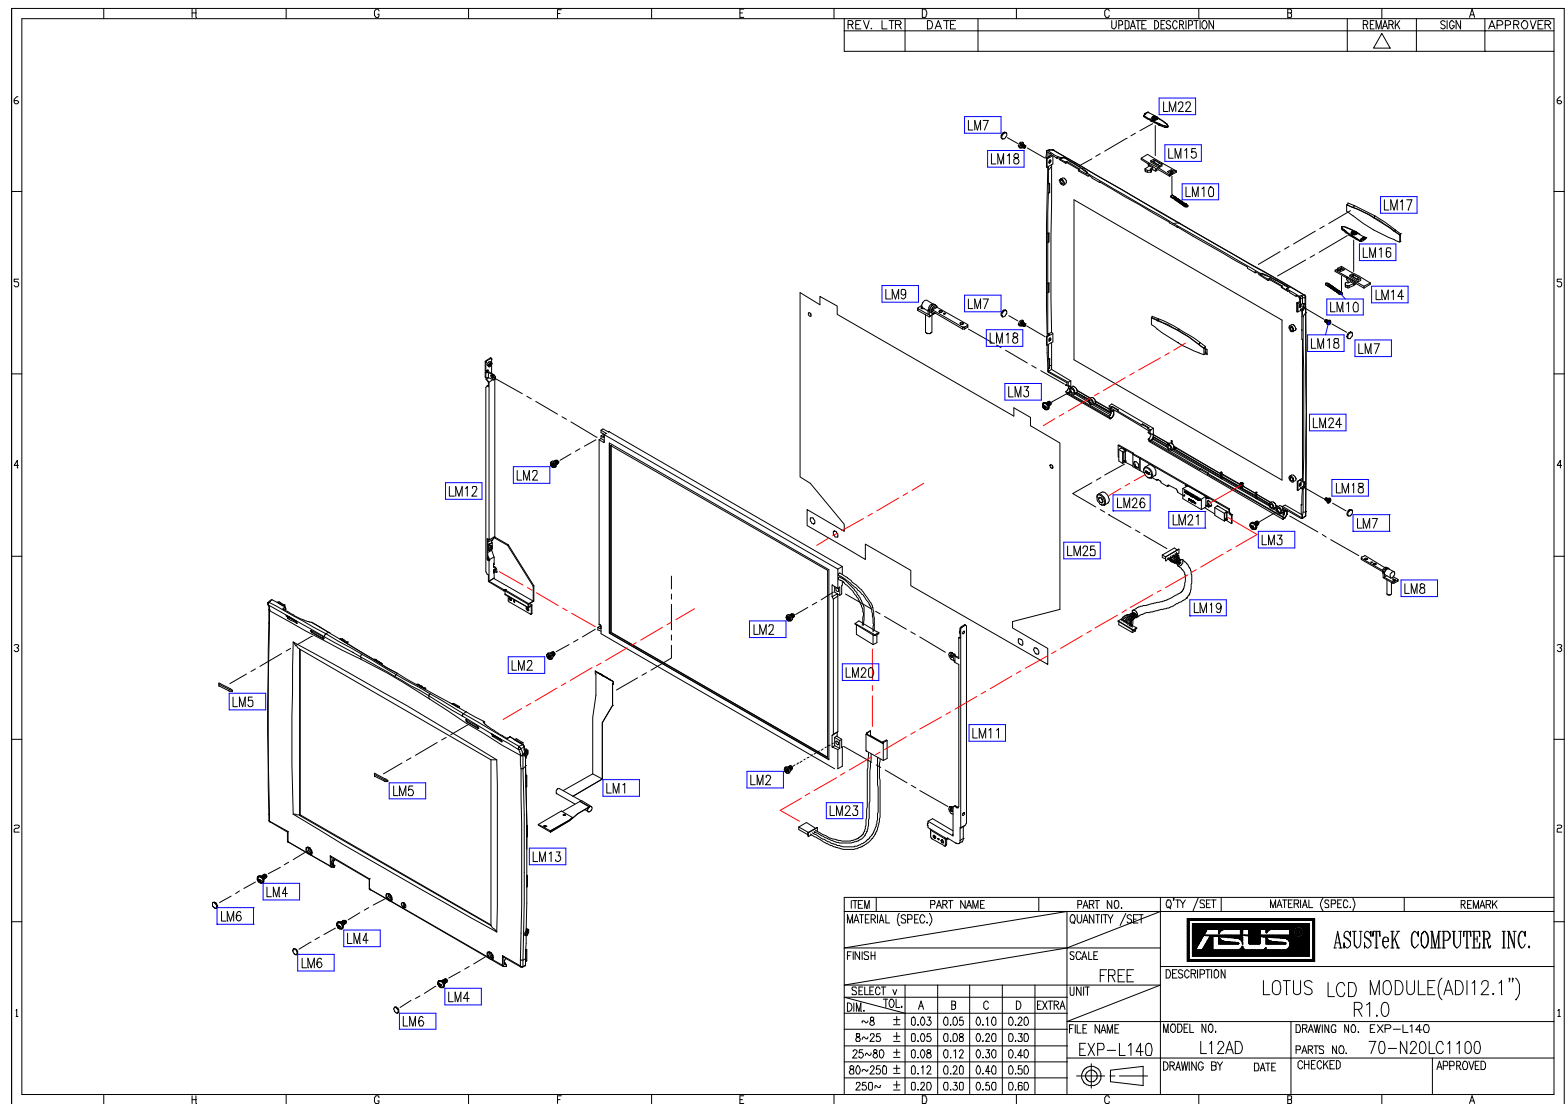 H G F E D C B A
REV. LTR DATE UPDATE DESCRIPTION REMARK SIGN APPROVER
6 6
LM22
LM7
LM18
LM15
LM10
LM17
LM16
5 5
LM9
LM7
LM14
LM10
LM18
LM18
LM7
LM3
LM24
4 4
LM2
LM12
LM26
LM18
LM21
LM7
LM3
LM25
LM8
LM19
LM2
3 3
LM2
LM20
LM5
LM11
LM2
LM5
LM1
LM23
2 2
LM13
LM4
LM6
LM4
LM6
LM4
LM6
1 1
ITEM PART NAME PART NO. Q'TY /SET MATERIAL (SPEC.) REMARK
MATERIAL (SPEC.) QUANTITY /SET
ASUS ® ASUSTeK COMPUTER INC.
FINISH SCALE
FREE
DESCRIPTION
LOTUS LCD MODULE(ADI12.1")
R1.0
SELECT v UNIT
DIM. TOL. A B C D EXTRA
~8 ± 0.03 0.05 0.10 0.20
8~25 ± 0.05 0.08 0.20 0.30
25~80 ± 0.08 0.12 0.30 0.40
80~250 ± 0.12 0.20 0.40 0.50
250~ ± 0.20 0.30 0.50 0.60
FILE NAME
EXP-L140
MODEL NO.
L12AD
DRAWING NO. EXP-L140
PARTS NO. 70-N20LC1100
DRAWING BY DATE CHECKED APPROVED
H G F E D C B A